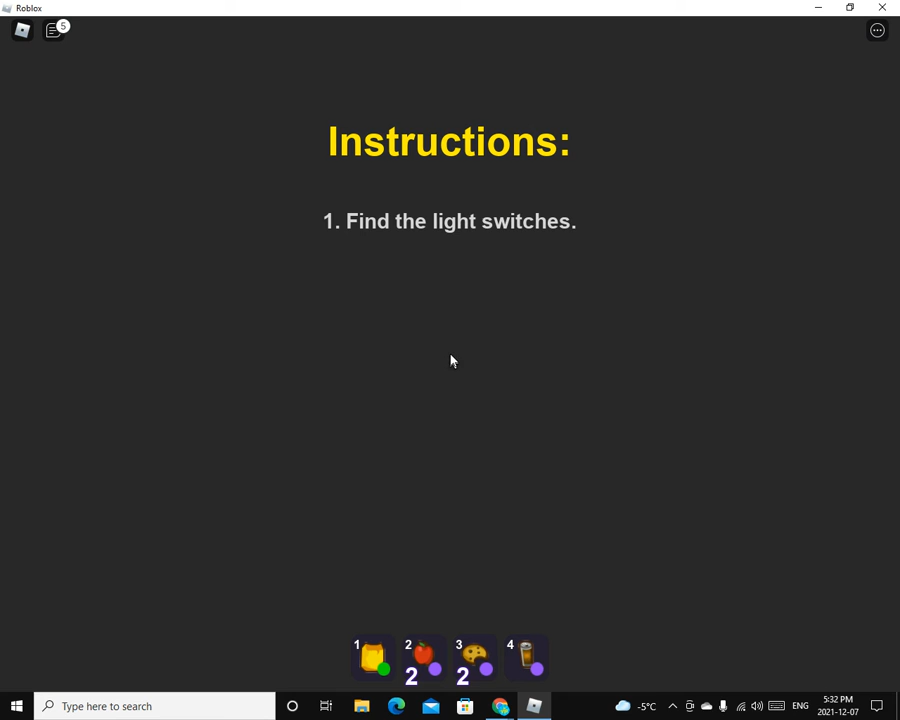 Roblox
5
Instructions:
1. Find the light switches.
1
2
2
3
2
4
Type here to search
-5°C
ENG
5:32 PM
2021-12-07